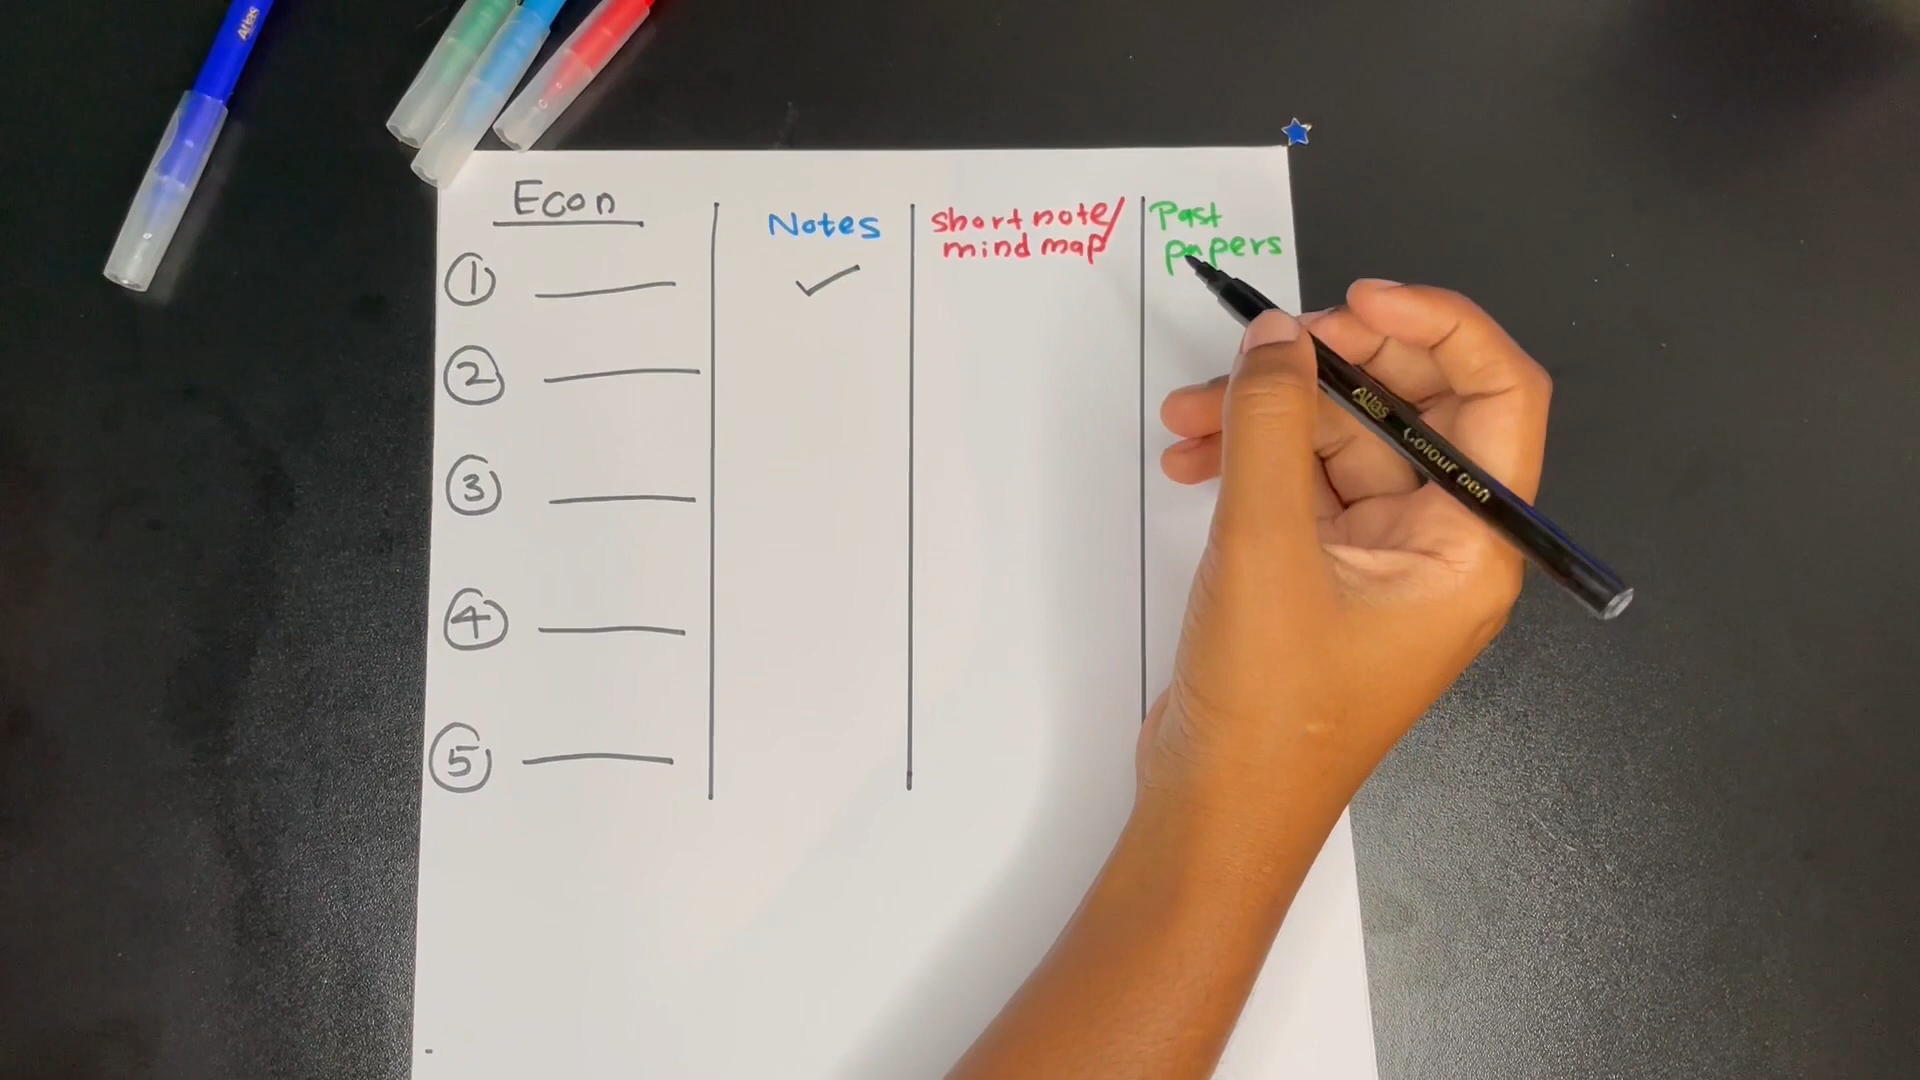 Econ
Notes
Short note/
mind map
Past
papers
1
2
3
4
5
Atlas
Atlas Colour pen